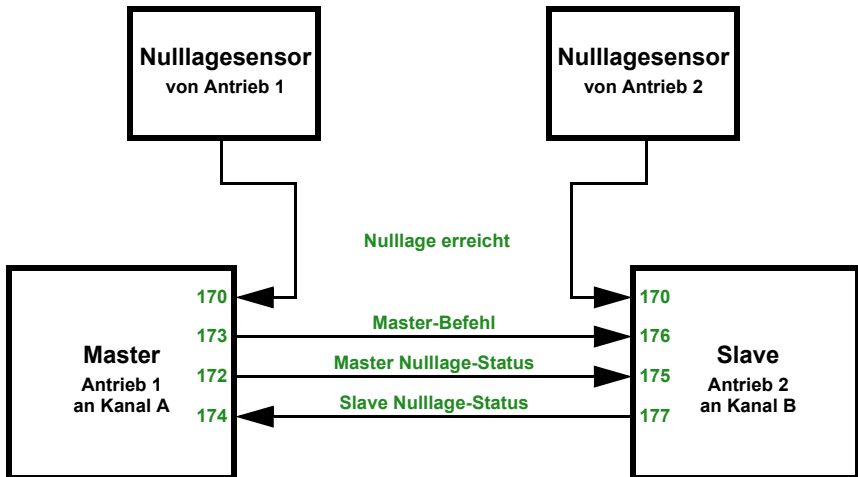 Nulllagesensor
von Antrieb 1
Nulllagesensor
von Antrieb 2
Nulllage erreicht
170
170
Master-Befehl
173
176
Master
Antrieb 1
an Kanal A
Master Nulllage-Status
172
175
Slave
Antrieb 2
an Kanal B
Slave Nulllage-Status
174
177